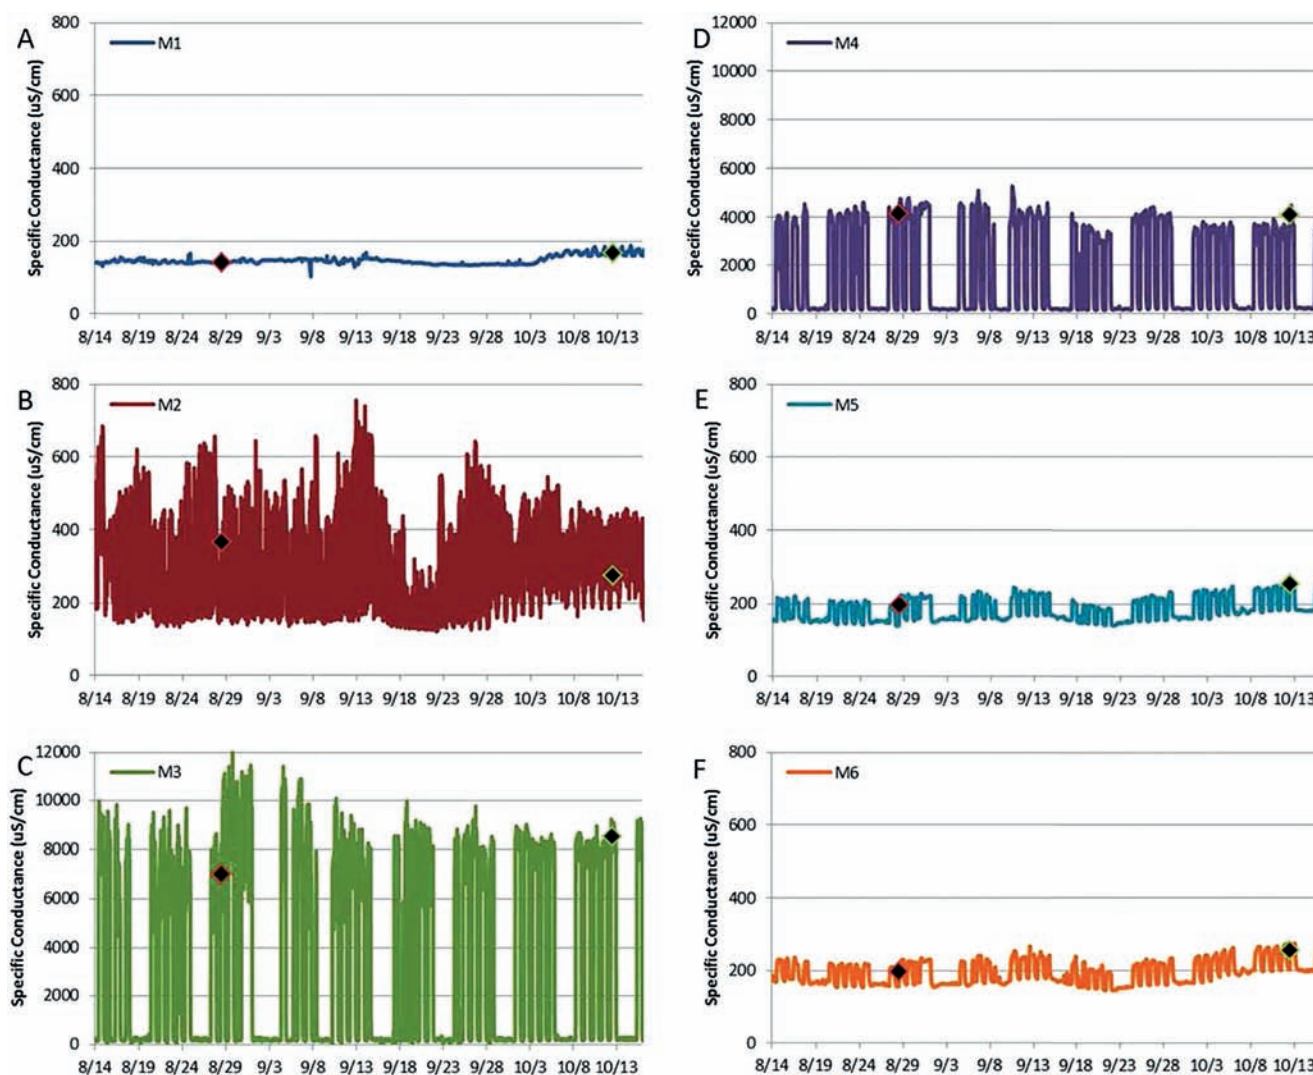 A
M1
Specific Conductance (uS/cm)
800
600
400
200
0
8/14 8/19 8/24 8/29 9/3 9/8 9/13 9/18 9/23 9/28 10/3 10/8 10/13
D
M4
Specific Conductance (uS/cm)
12000
10000
8000
6000
4000
2000
0
8/14 8/19 8/24 8/29 9/3 9/8 9/13 9/18 9/23 9/28 10/3 10/8 10/13
B
M2
Specific Conductance (uS/cm)
800
600
400
200
0
8/14 8/19 8/24 8/29 9/3 9/8 9/13 9/18 9/23 9/28 10/3 10/8 10/13
E
M5
Specific Conductance (uS/cm)
800
600
400
200
0
8/14 8/19 8/24 8/29 9/3 9/8 9/13 9/18 9/23 9/28 10/3 10/8 10/13
C
M3
Specific Conductance (uS/cm)
12000
10000
8000
6000
4000
2000
0
8/14 8/19 8/24 8/29 9/3 9/8 9/13 9/18 9/23 9/28 10/3 10/8 10/13
F
M6
Specific Conductance (uS/cm)
800
600
400
200
0
8/14 8/19 8/24 8/29 9/3 9/8 9/13 9/18 9/23 9/28 10/3 10/8 10/13